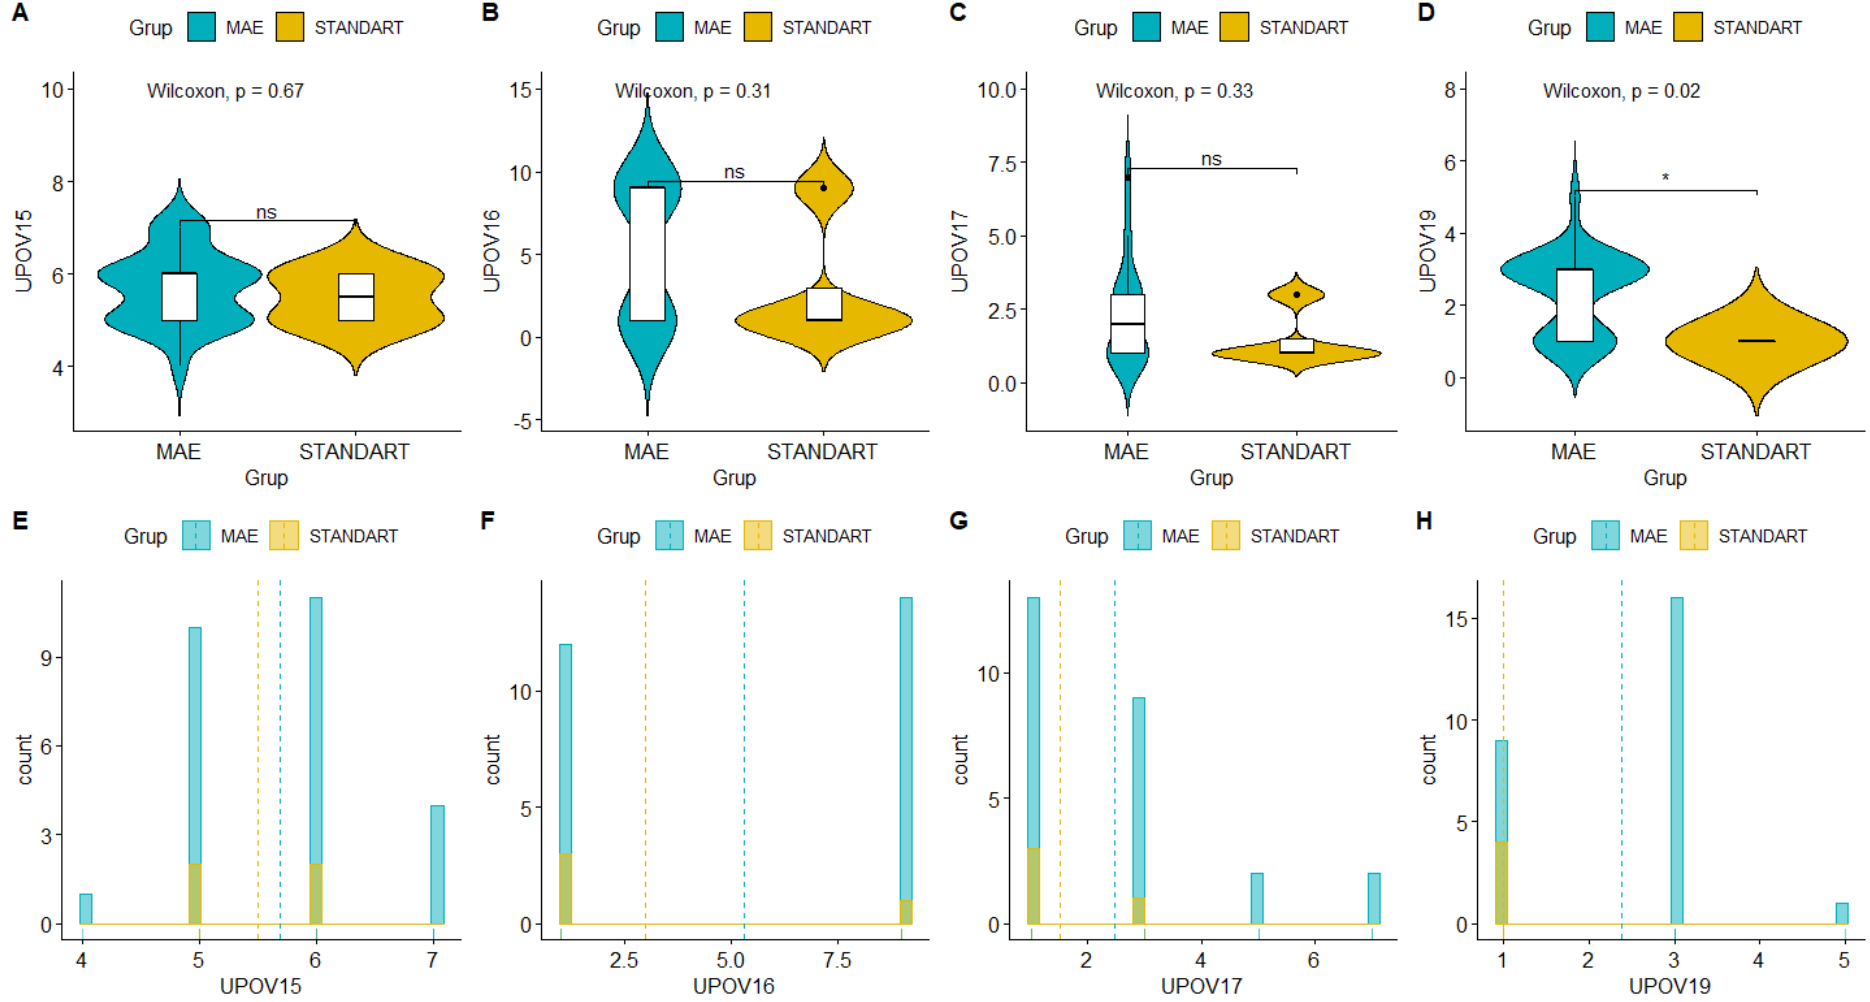 A
Grup MAE STANDART
Wilcoxon, p = 0.67
10
8
6
4
UPOV15
ns
MAE STANDART
Grup
B
Grup MAE STANDART
Wilcoxon, p = 0.31
15
10
5
0
-5
UPOV16
ns
MAE STANDART
Grup
C
Grup MAE STANDART
Wilcoxon, p = 0.33
10.0
7.5
5.0
2.5
0.0
UPOV17
ns
MAE STANDART
Grup
D
Grup MAE STANDART
Wilcoxon, p = 0.02
8
6
4
2
0
UPOV19
*
MAE STANDART
Grup
E
Grup MAE STANDART
9
6
3
0
count
4 5 6 7
UPOV15
F
Grup MAE STANDART
10
5
0
count
2.5 5.0 7.5
UPOV16
G
Grup MAE STANDART
10
5
0
count
2 4 6
UPOV17
H
Grup MAE STANDART
15
10
5
0
count
1 2 3 4 5
UPOV19